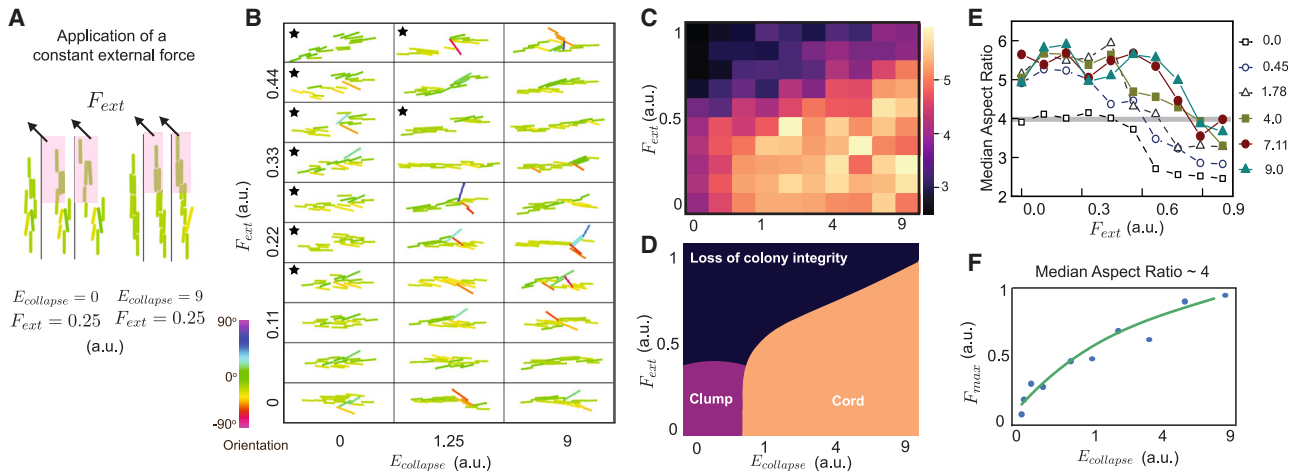 A
Application of a
constant external force
F_ext
E_collapse = 0
F_ext = 0.25
E_collapse = 9
F_ext = 0.25
(a.u.)
90°
0°
-90°
Orientation
B
F_ext (a.u.)
0.44
0.33
0.22
0.11
0
0
1.25
9
E_collapse (a.u.)
C
F_ext (a.u.)
1
0.5
0
0
1
4
9
5
4
3
D
F_ext (a.u.)
1
0.5
0
Loss of colony integrity
Clump
Cord
0
1
4
9
E_collapse (a.u.)
E
Median Aspect Ratio
6
5
4
3
2
0.0
0.3
0.6
0.9
F_ext (a.u.)
0.0
0.45
1.78
4.0
7.11
9.0
F
Median Aspect Ratio ~ 4
F_max (a.u.)
1
0.5
0
0
1
4
9
E_collapse (a.u.)